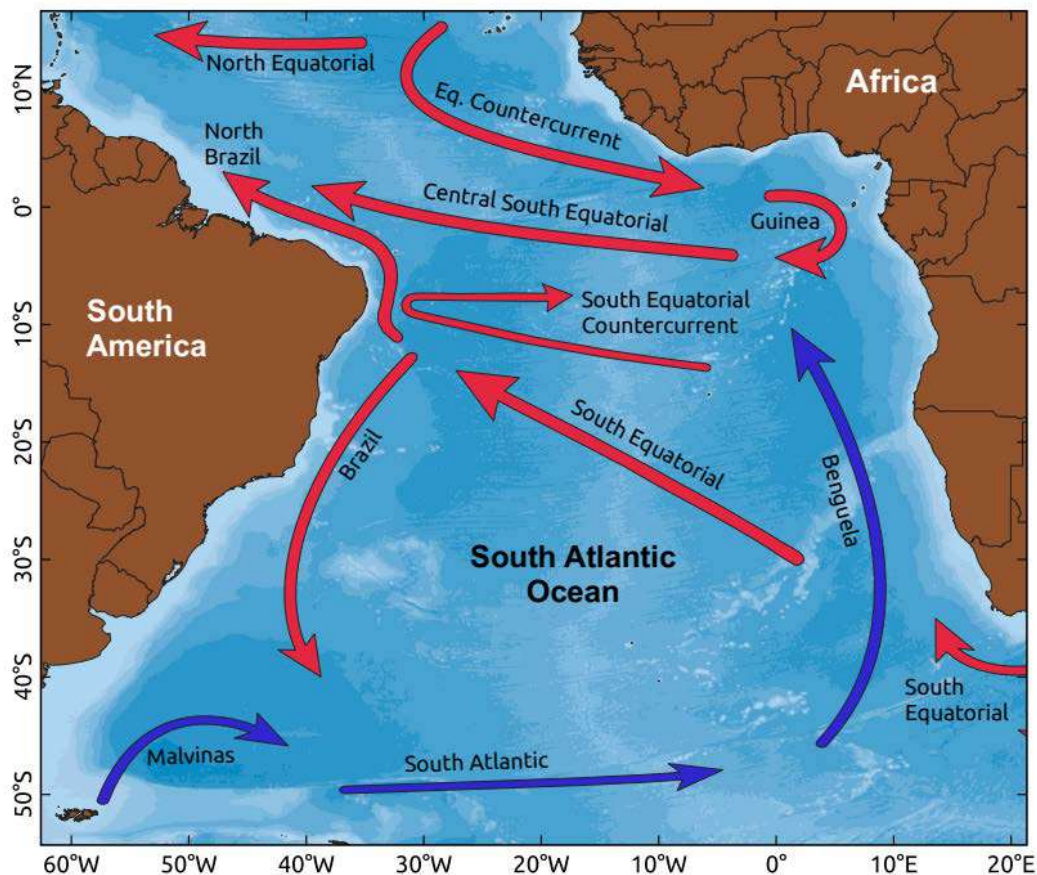 North Equatorial
Africa
Eq. Countercurrent
North
Brazil
Central South Equatorial
Guinea
South
America
South Equatorial
Countercurrent
Brazil
South Equatorial
Benguela
South Atlantic
Ocean
South
Equatorial
Malvinas
South Atlantic
10°N
0°
10°S
20°S
30°S
40°S
50°S
60°W
50°W
40°W
30°W
20°W
10°W
0°
10°E
20°E